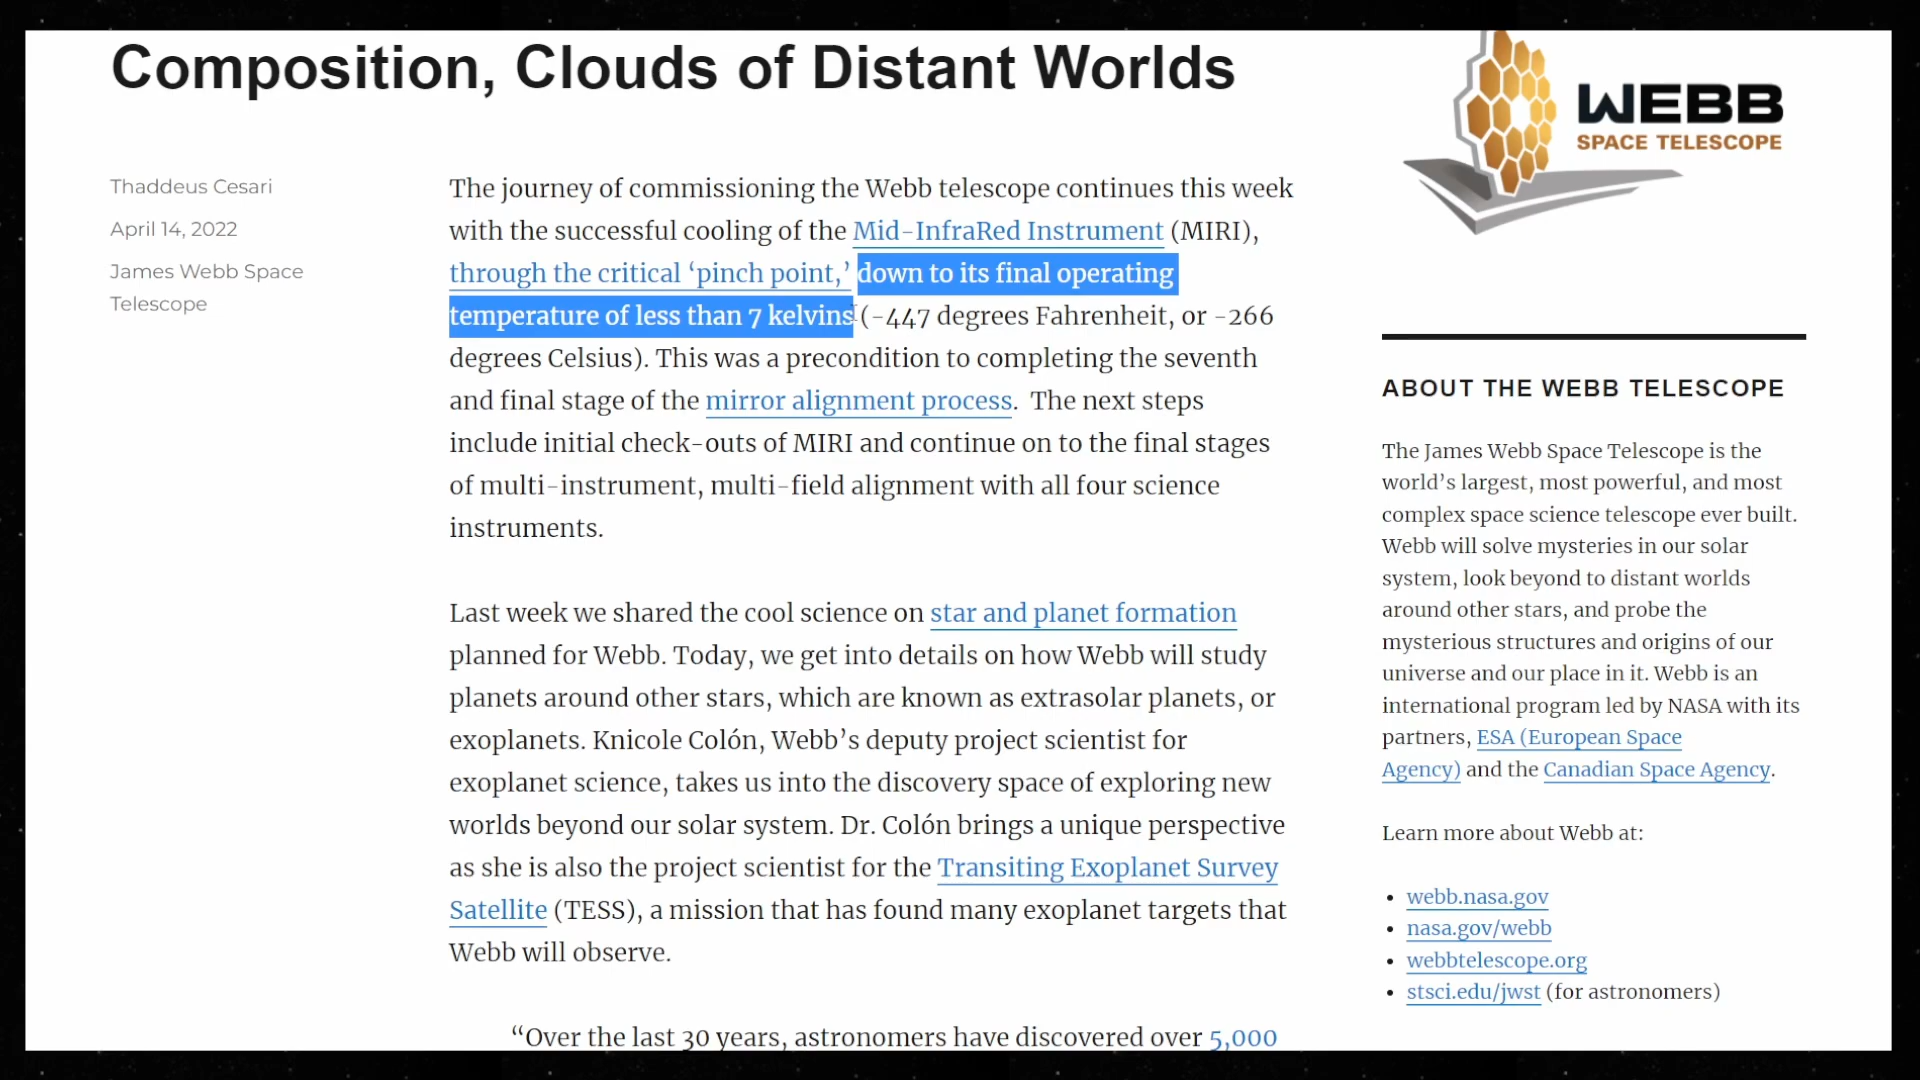 Composition, Clouds of Distant Worlds
Thaddeus Cesari
April 14, 2022
James Webb Space
Telescope
The journey of commissioning the Webb telescope continues this week
with the successful cooling of the Mid-InfraRed Instrument (MIRI),
through the critical ‘pinch point,’ down to its final operating
temperature of less than 7 kelvins (-447 degrees Fahrenheit, or -266
degrees Celsius). This was a precondition to completing the seventh
and final stage of the mirror alignment process.  The next steps
include initial check-outs of MIRI and continue on to the final stages
of multi-instrument, multi-field alignment with all four science
instruments.
Last week we shared the cool science on star and planet formation
planned for Webb. Today, we get into details on how Webb will study
planets around other stars, which are known as extrasolar planets, or
exoplanets. Knicole Colón, Webb’s deputy project scientist for
exoplanet science, takes us into the discovery space of exploring new
worlds beyond our solar system. Dr. Colón brings a unique perspective
as she is also the project scientist for the Transiting Exoplanet Survey
Satellite (TESS), a mission that has found many exoplanet targets that
Webb will observe.
“Over the last 30 years, astronomers have discovered over 5,000
WEBB
SPACE TELESCOPE
ABOUT THE WEBB TELESCOPE
The James Webb Space Telescope is the
world’s largest, most powerful, and most
complex space science telescope ever built.
Webb will solve mysteries in our solar
system, look beyond to distant worlds
around other stars, and probe the
mysterious structures and origins of our
universe and our place in it. Webb is an
international program led by NASA with its
partners, ESA (European Space
Agency) and the Canadian Space Agency.
Learn more about Webb at:
• webb.nasa.gov
• nasa.gov/webb
• webbtelescope.org
• stsci.edu/jwst (for astronomers)